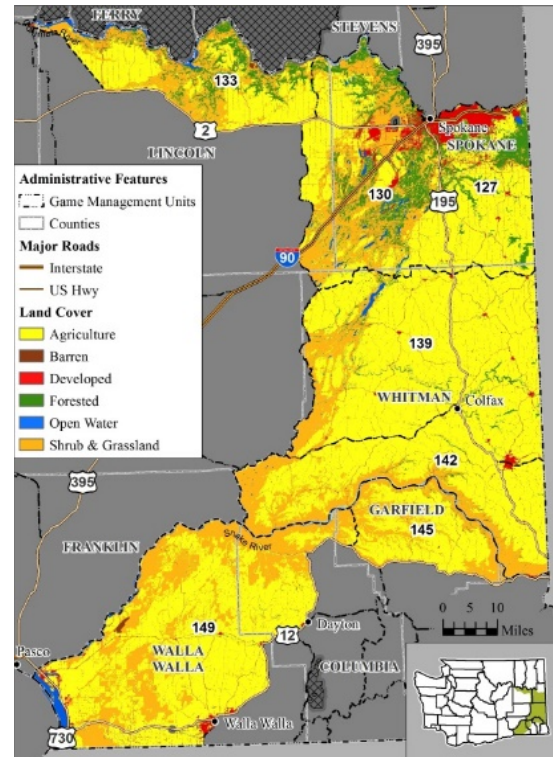 FERRY
STEVENS
395
Snake River
133
2
LINCOLN
Spokane
SPOKANE
127
130
195
90
Administrative Features
Game Management Units
Counties
Major Roads
Interstate
US Hwy
Land Cover
Agriculture
Barren
Developed
Forested
Open Water
Shrub & Grassland
139
WHITMAN
Colfax
142
395
GARFIELD
145
FRANKLIN
Snake River
149
12
Dayton
0 5 10
Miles
Pasco
WALLA
WALLA
COLUMBIA
Walla Walla
730